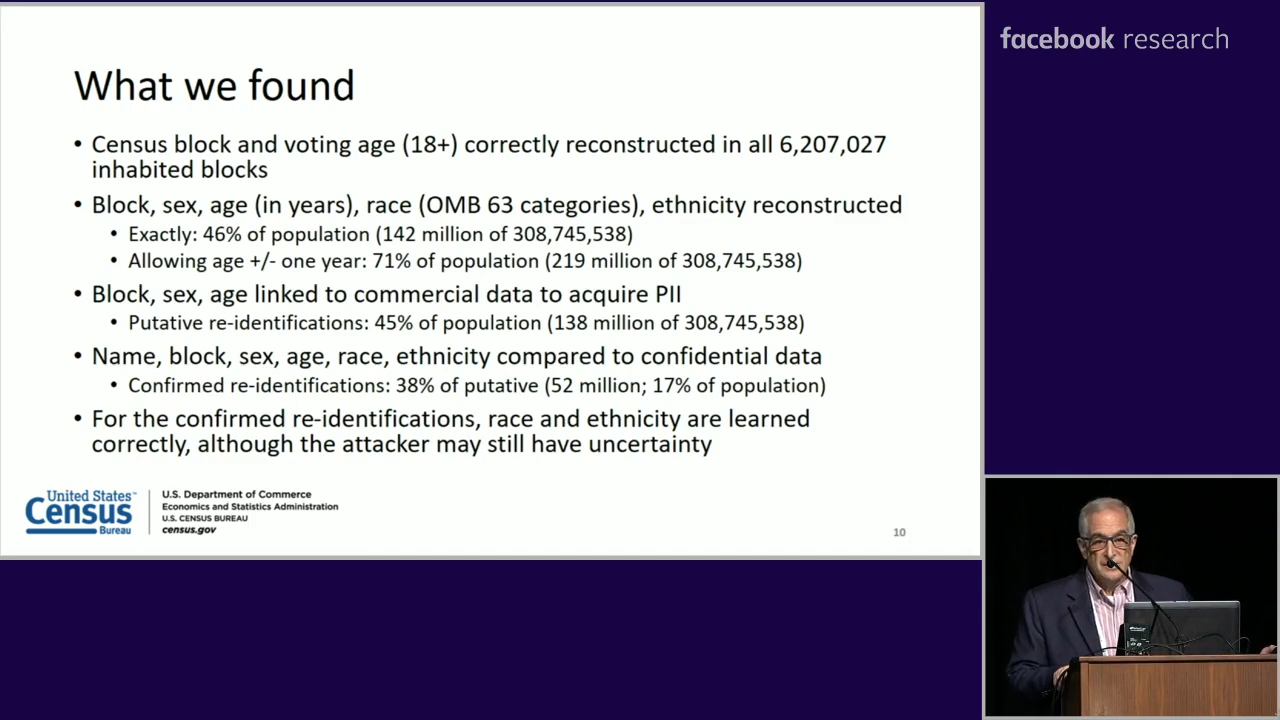 facebook research
What we found
• Census block and voting age (18+) correctly reconstructed in all 6,207,027
inhabited blocks
• Block, sex, age (in years), race (OMB 63 categories), ethnicity reconstructed
• Exactly: 46% of population (142 million of 308,745,538)
• Allowing age +/- one year: 71% of population (219 million of 308,745,538)
• Block, sex, age linked to commercial data to acquire PII
• Putative re-identifications: 45% of population (138 million of 308,745,538)
• Name, block, sex, age, race, ethnicity compared to confidential data
• Confirmed re-identifications: 38% of putative (52 million; 17% of population)
• For the confirmed re-identifications, race and ethnicity are learned
correctly, although the attacker may still have uncertainty
United States™
Census
Bureau
U.S. Department of Commerce
Economics and Statistics Administration
U.S. CENSUS BUREAU
census.gov
10